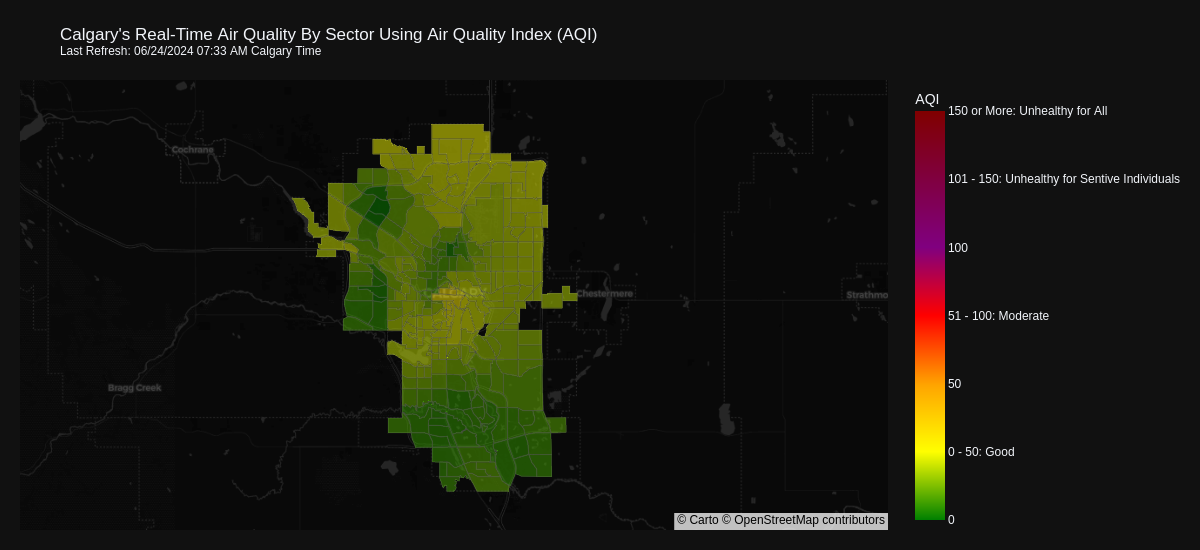 Calgary's Real-Time Air Quality By Sector Using Air Quality Index (AQI)
Last Refresh: 06/24/2024 07:33 AM Calgary Time
AQI
150 or More: Unhealthy for All
101 - 150: Unhealthy for Sentive Individuals
100
51 - 100: Moderate
50
0 - 50: Good
0
Cochrane
Chestermere
Strathmo
Bragg Creek
© Carto © OpenStreetMap contributors